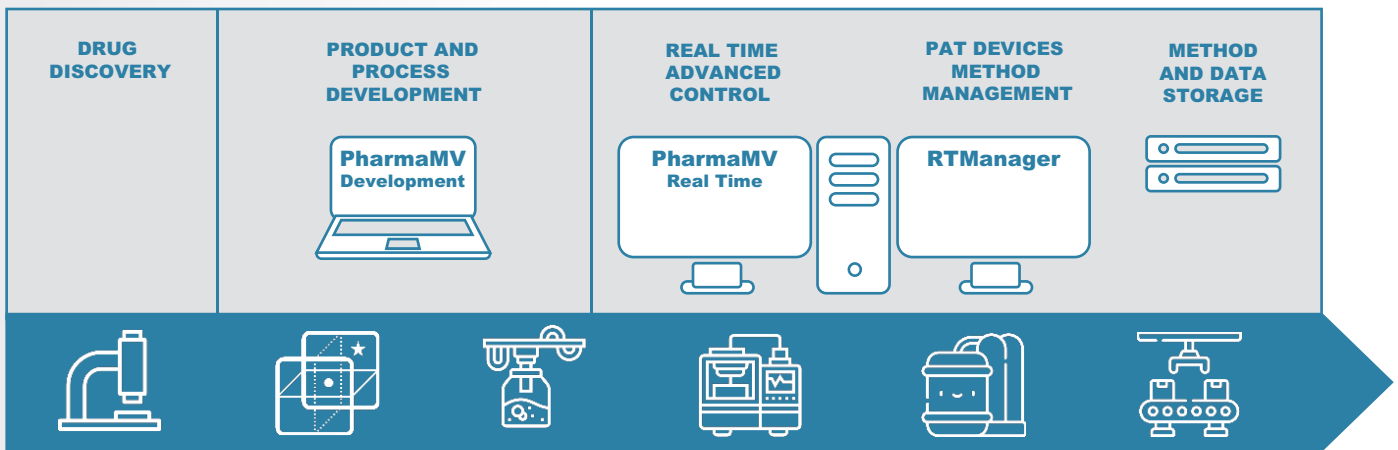 DRUG
DISCOVERY
PRODUCT AND
PROCESS
DEVELOPMENT
PharmaMV
Development
REAL TIME
ADVANCED
CONTROL
PharmaMV
Real Time
PAT DEVICES
METHOD
MANAGEMENT
RTManager
METHOD
AND DATA
STORAGE